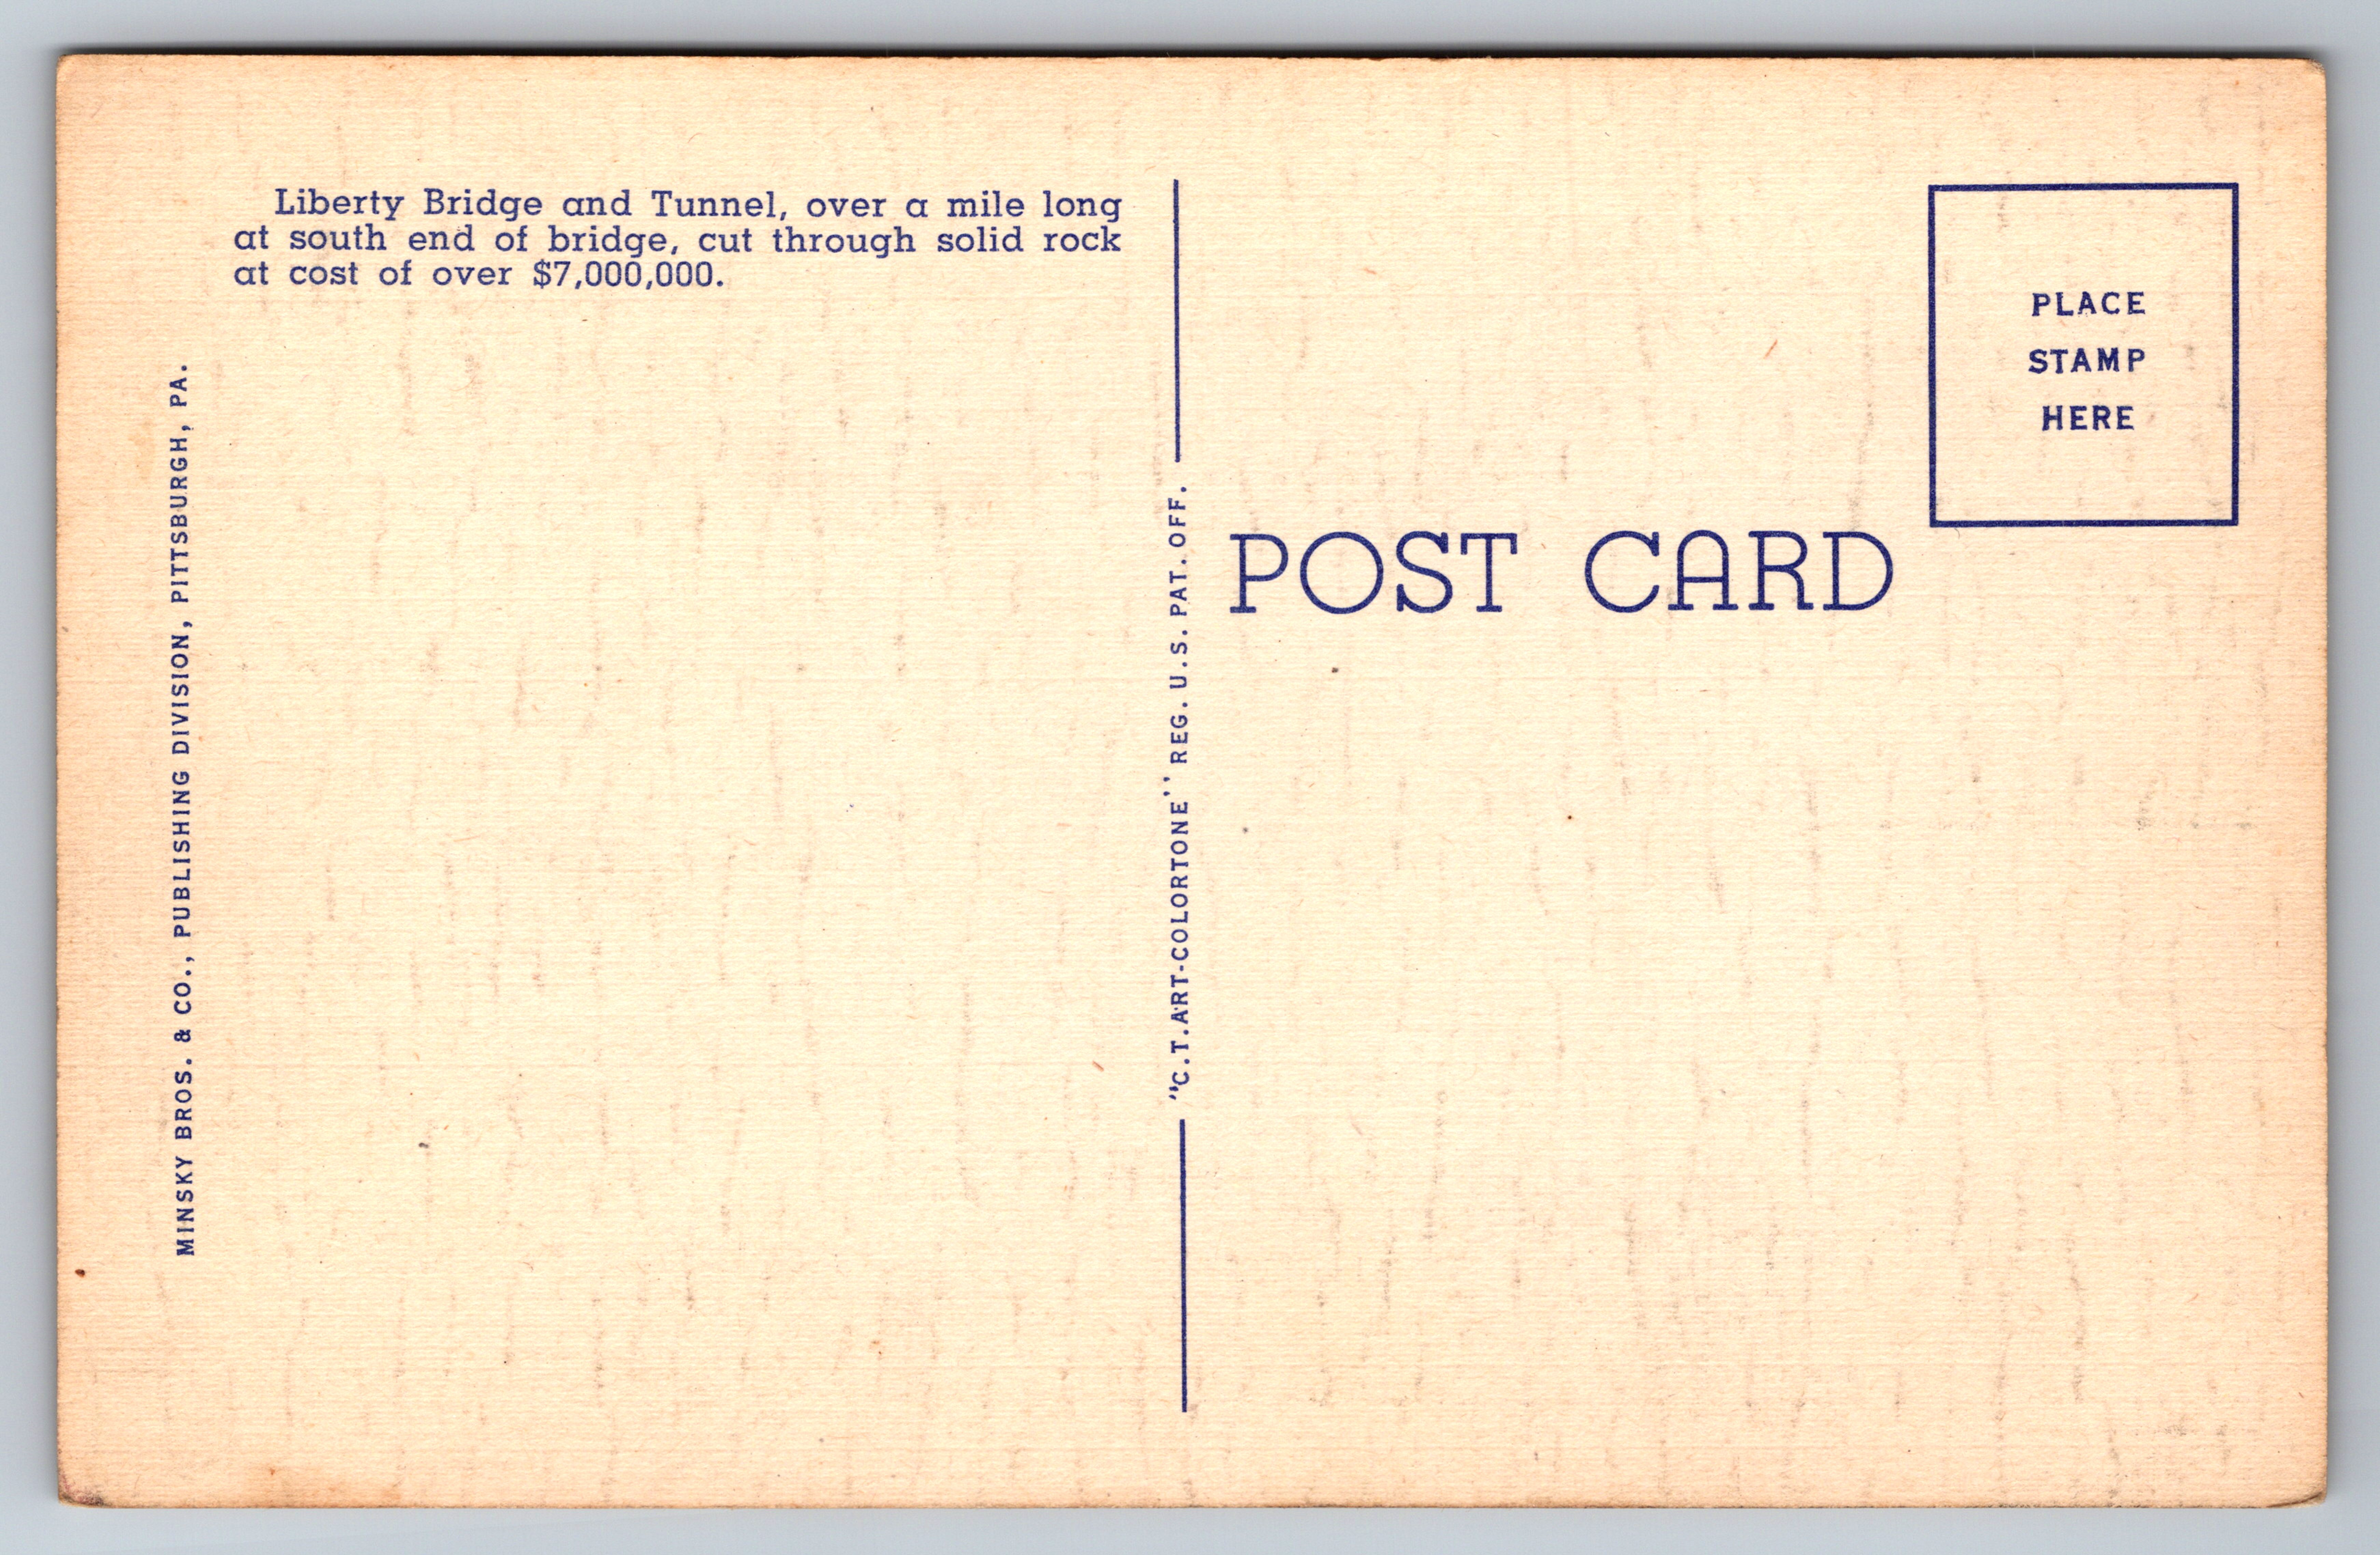 Liberty Bridge and Tunnel, over a mile long
at south end of bridge, cut through solid rock
at cost of over $7,000,000.
MINSKY BROS. & CO., PUBLISHING DIVISION, PITTSBURGH, PA.
"C.T.ART-COLORTONE" REG. U.S. PAT. OFF.
POST CARD
PLACE
STAMP
HERE